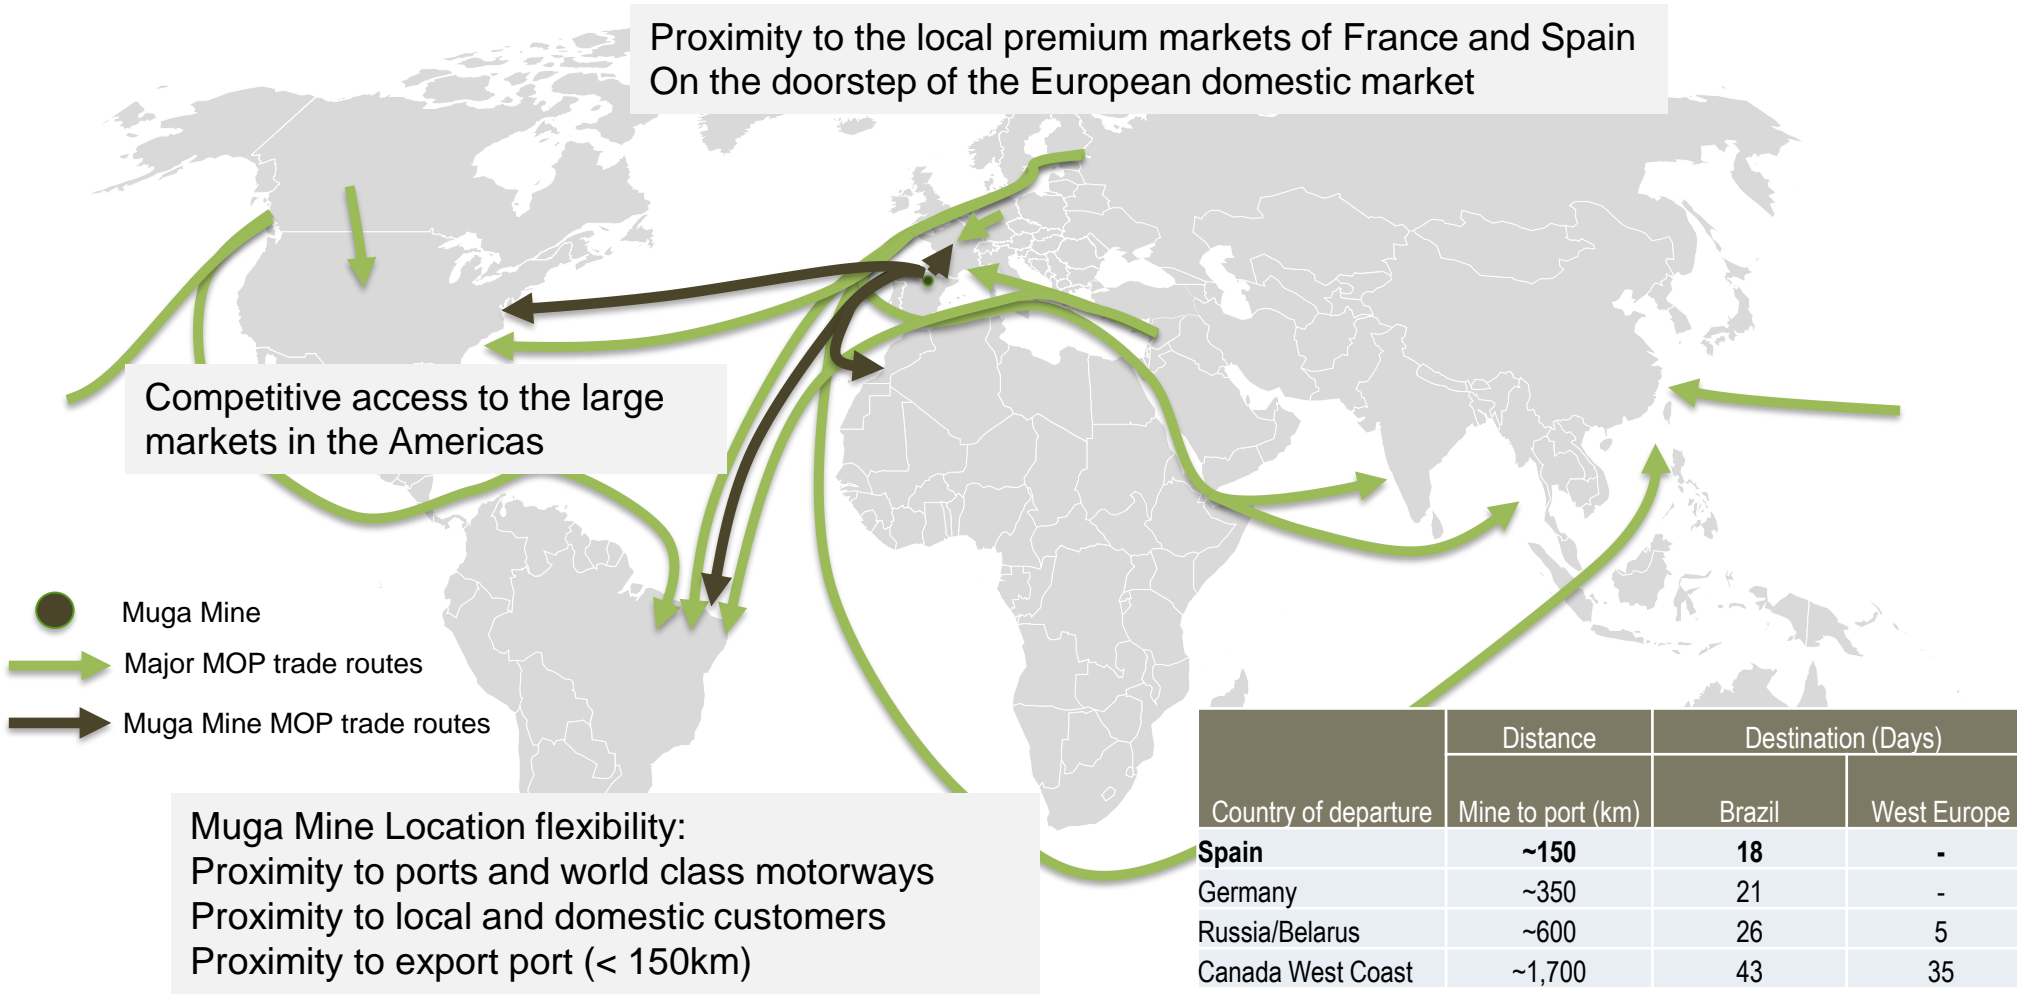 Proximity to the local premium markets of France and Spain
On the doorstep of the European domestic market
Competitive access to the large
markets in the Americas
Muga Mine
Major MOP trade routes
Muga Mine MOP trade routes
Muga Mine Location flexibility:
Proximity to ports and world class motorways
Proximity to local and domestic customers
Proximity to export port (< 150km)
Distance Destination (Days)
Country of departure Mine to port (km) Brazil West Europe
Spain ~150 18 -
Germany ~350 21 -
Russia/Belarus ~600 26 5
Canada West Coast ~1,700 43 35